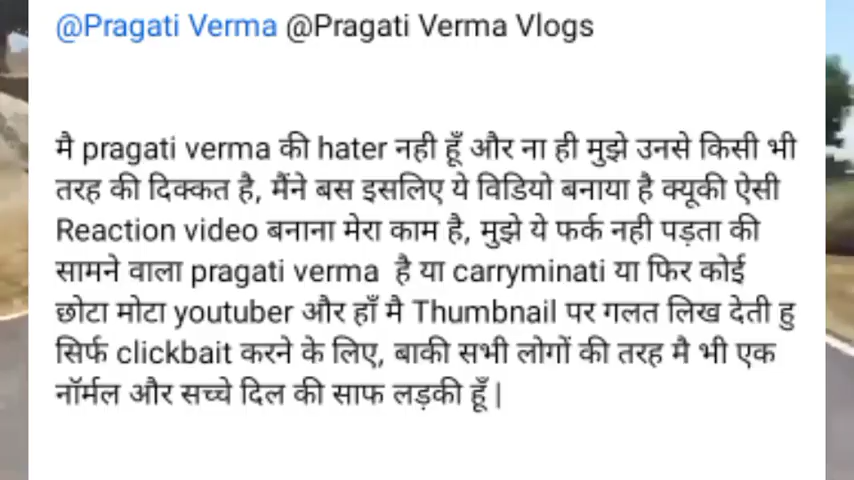 @Pragati Verma @Pragati Verma Vlogs
मै pragati verma की hater नही हूँ और ना ही मुझे उनसे किसी भी
तरह की दिक्कत है, मैंने बस इसलिए ये विडियो बनाया है क्यूकी ऐसी
Reaction video बनाना मेरा काम है, मुझे ये फर्क नही पड़ता की
सामने वाला pragati verma है या carryminati या फिर कोई
छोटा मोटा youtuber और हाँ मै Thumbnail पर गलत लिख देती हु
सिर्फ clickbait करने के लिए, बाकी सभी लोगों की तरह मै भी एक
नॉर्मल और सच्चे दिल की साफ लड़की हूँ |